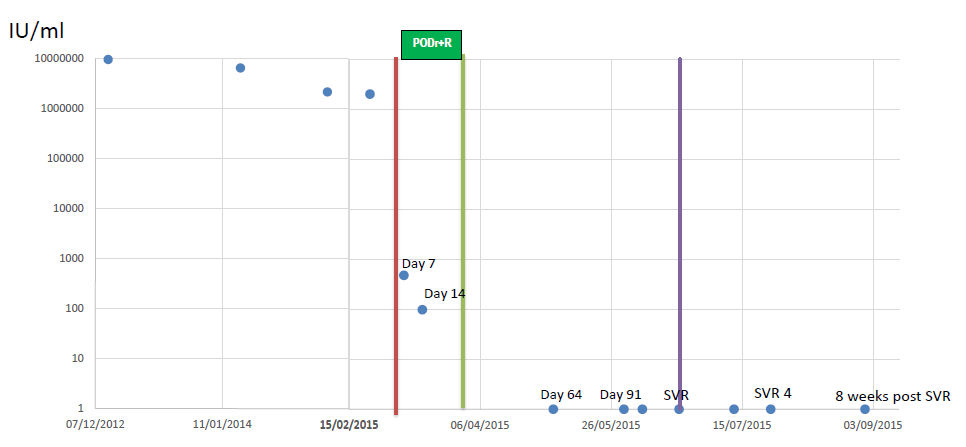 IU/ml
PODr+R
10000000
1000000
100000
10000
1000
100
10
1
Day 7
Day 14
Day 64
Day 91
SVR
SVR 4
8 weeks post SVR
07/12/2012
11/01/2014
15/02/2015
06/04/2015
26/05/2015
15/07/2015
03/09/2015